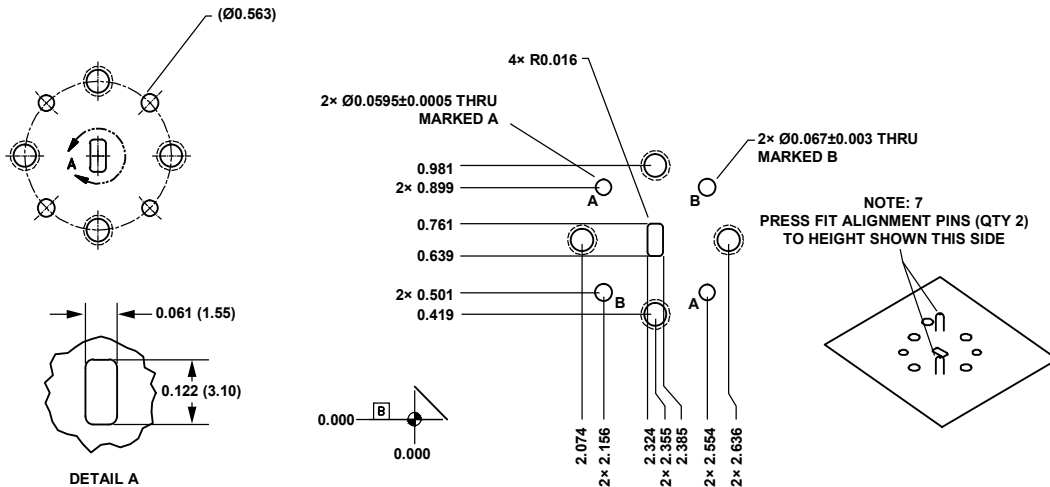 (Ø0.563)
A
0.061 (1.55)
0.122 (3.10)
DETAIL A
4× R0.016
2× Ø0.0595±0.0005 THRU
MARKED A
2× Ø0.067±0.003 THRU
MARKED B
0.981
2× 0.899
0.761
0.639
2× 0.501
0.419
A
B
B
A
0.000
B
0.000
2.074
2× 2.156
2.324
2× 2.355
2.385
2× 2.554
2× 2.636
NOTE: 7
PRESS FIT ALIGNMENT PINS (QTY 2)
TO HEIGHT SHOWN THIS SIDE